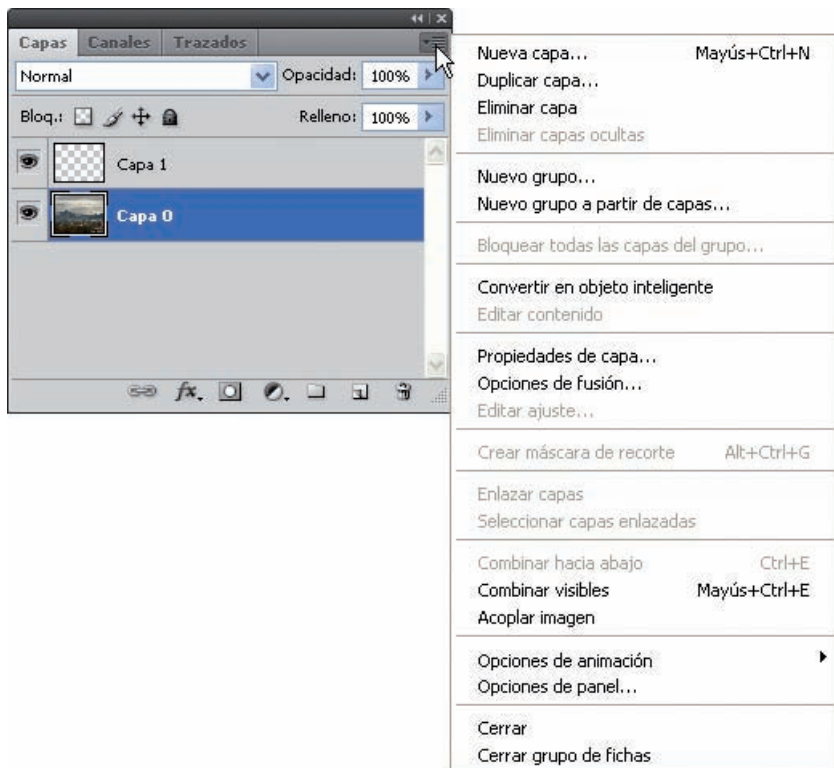 Capas Canales Trazados
Normal Opacidad: 100%
Bloq.: Relleno: 100%
Capa 1
Capa 0
fx.
Nueva capa... Mayús+Ctrl+N
Duplicar capa...
Eliminar capa
Eliminar capas ocultas
Nuevo grupo...
Nuevo grupo a partir de capas...
Bloquear todas las capas del grupo...
Convertir en objeto inteligente
Editar contenido
Propiedades de capa...
Opciones de fusión...
Editar ajuste...
Crear máscara de recorte Alt+Ctrl+G
Enlazar capas
Seleccionar capas enlazadas
Combinar hacia abajo Ctrl+E
Combinar visibles Mayús+Ctrl+E
Acoplar imagen
Opciones de animación
Opciones de panel...
Cerrar
Cerrar grupo de fichas